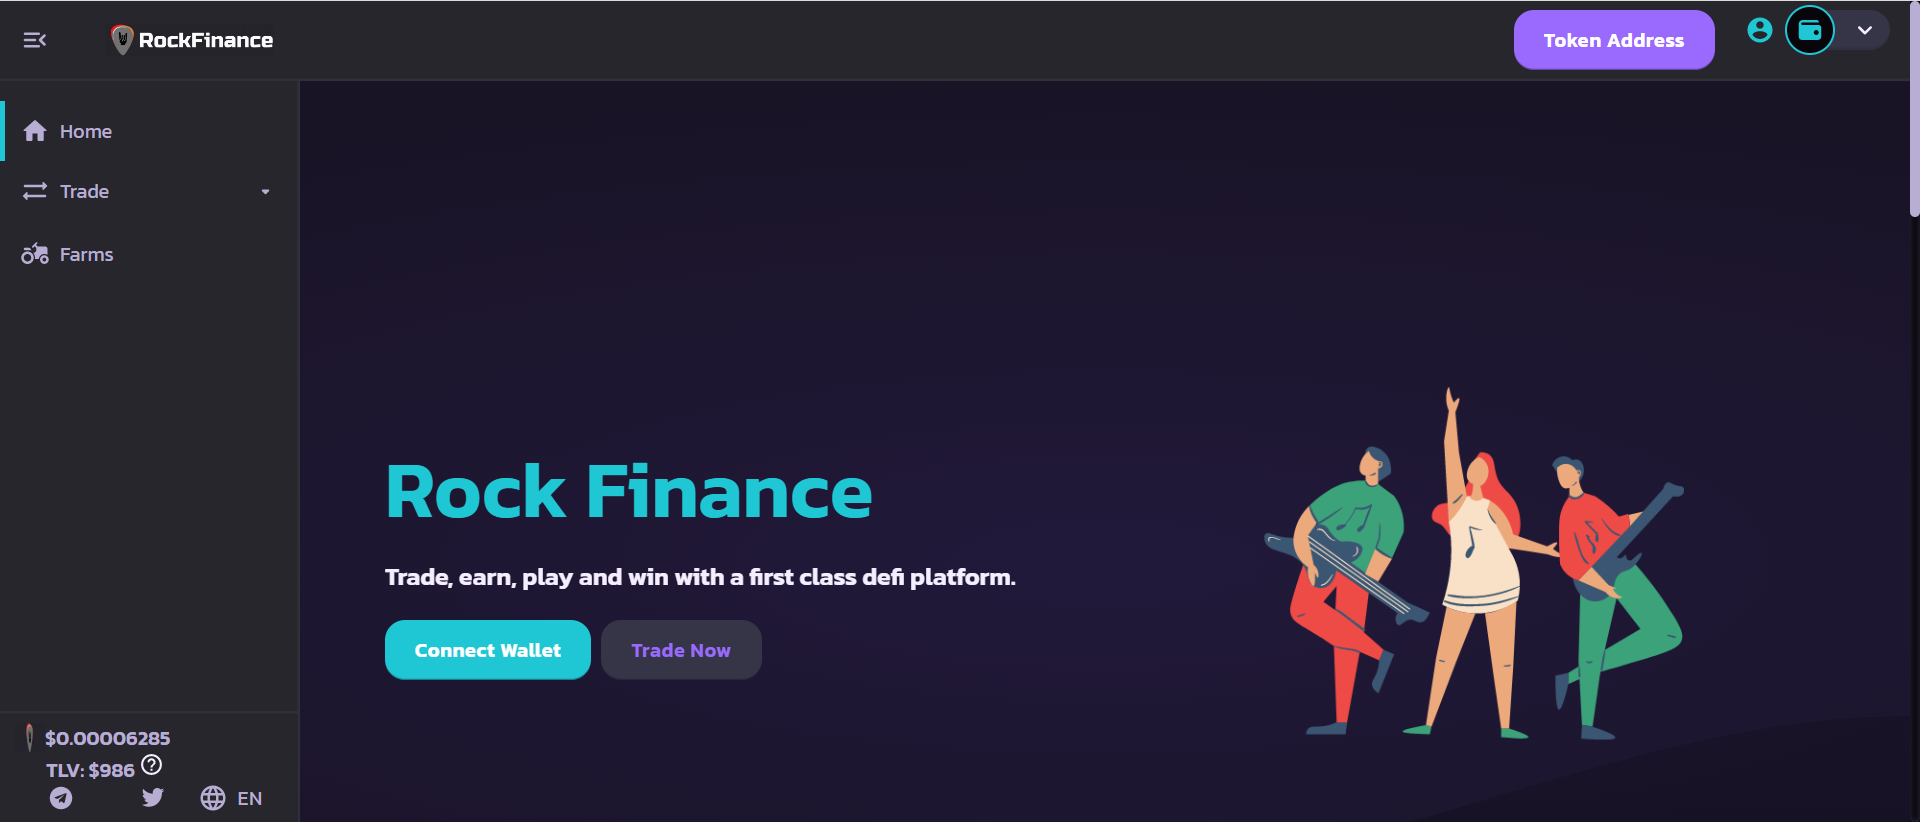 RockFinance
Token Address
Home
Trade
Farms
Rock Finance
Trade, earn, play and win with a first class defi platform.
Connect Wallet
Trade Now
$0.00006285
TLV: $986
EN